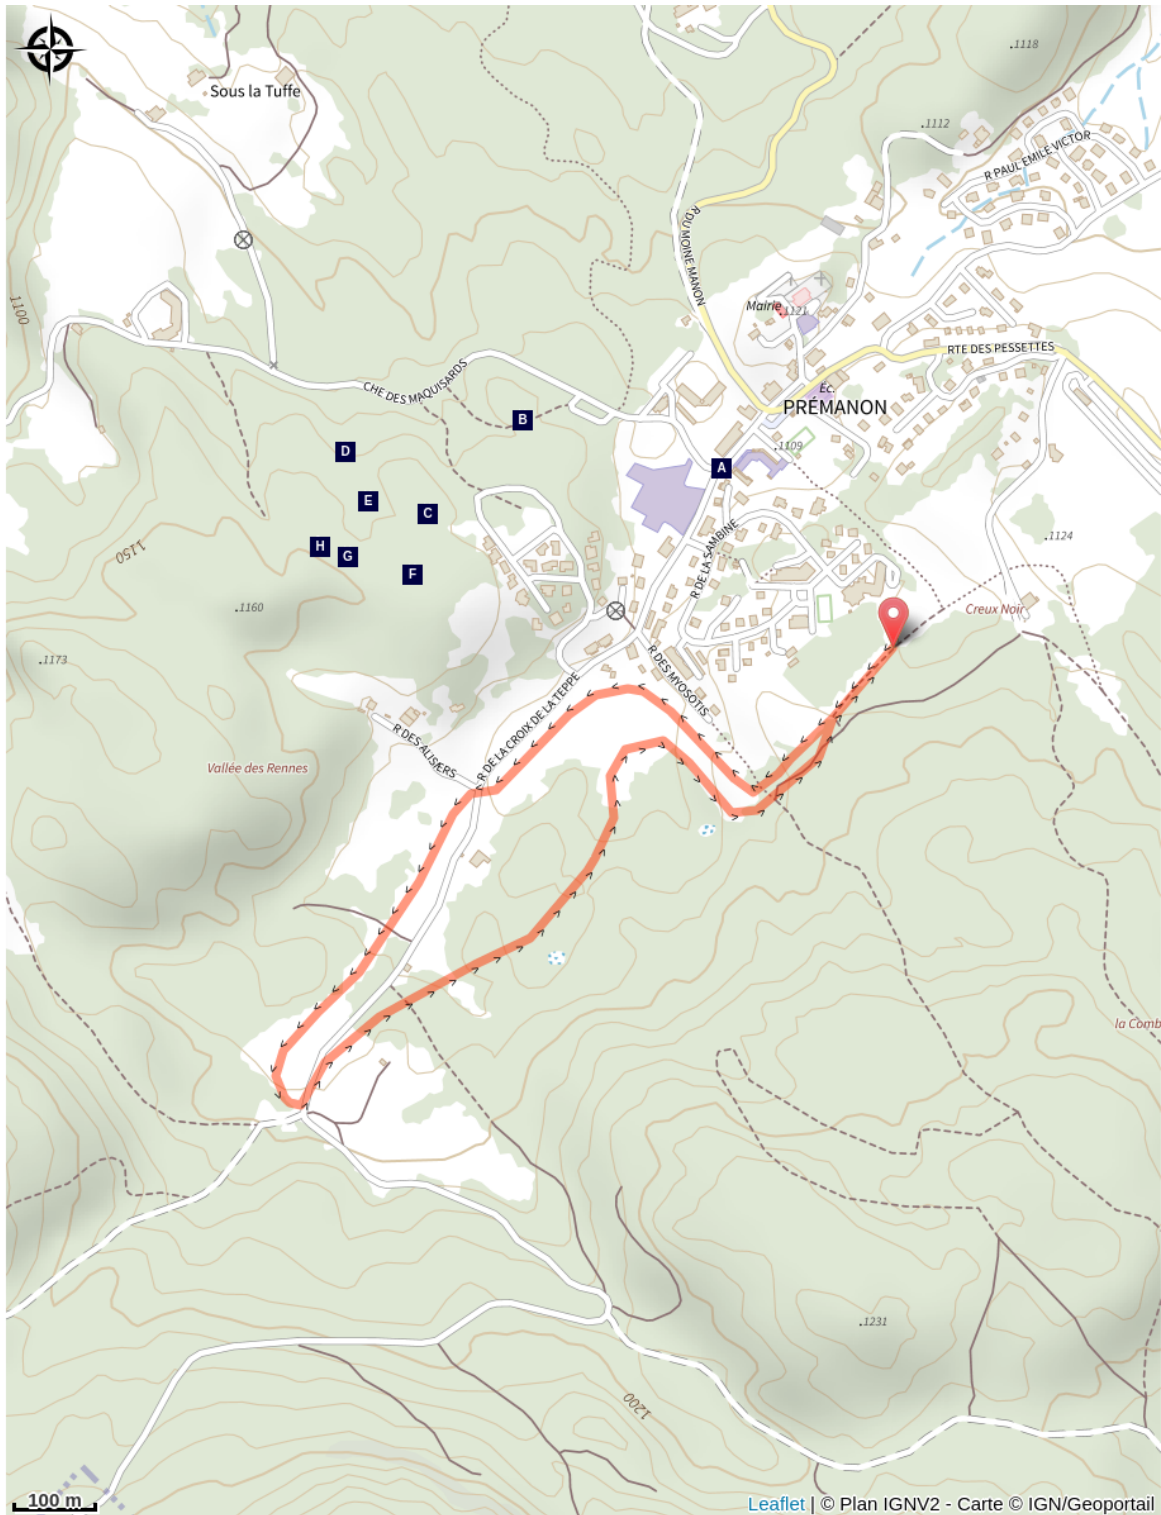 .1118
Sous la Tuffe
.1112
R PAUL EMILE VICTOR
R DU MOINE MANON
1100
Mairie
.1121
RTE DES PESSETTES
CHE DES MAQUISARDS
Éc.
PRÉMANON
B
.1109
D
A
E
C
R DE LA SAMBINE
.1124
1150
H
G
F
.1160
Creux Noir
.1173
R DES MYOSOTIS
R DE LA CROIX DE LA TEPPE
R DES ALISIERS
Vallée des Rennes
la Comb
.1231
1200
100 m
Leaflet | © Plan IGNV2 - Carte © IGN/Geoportail